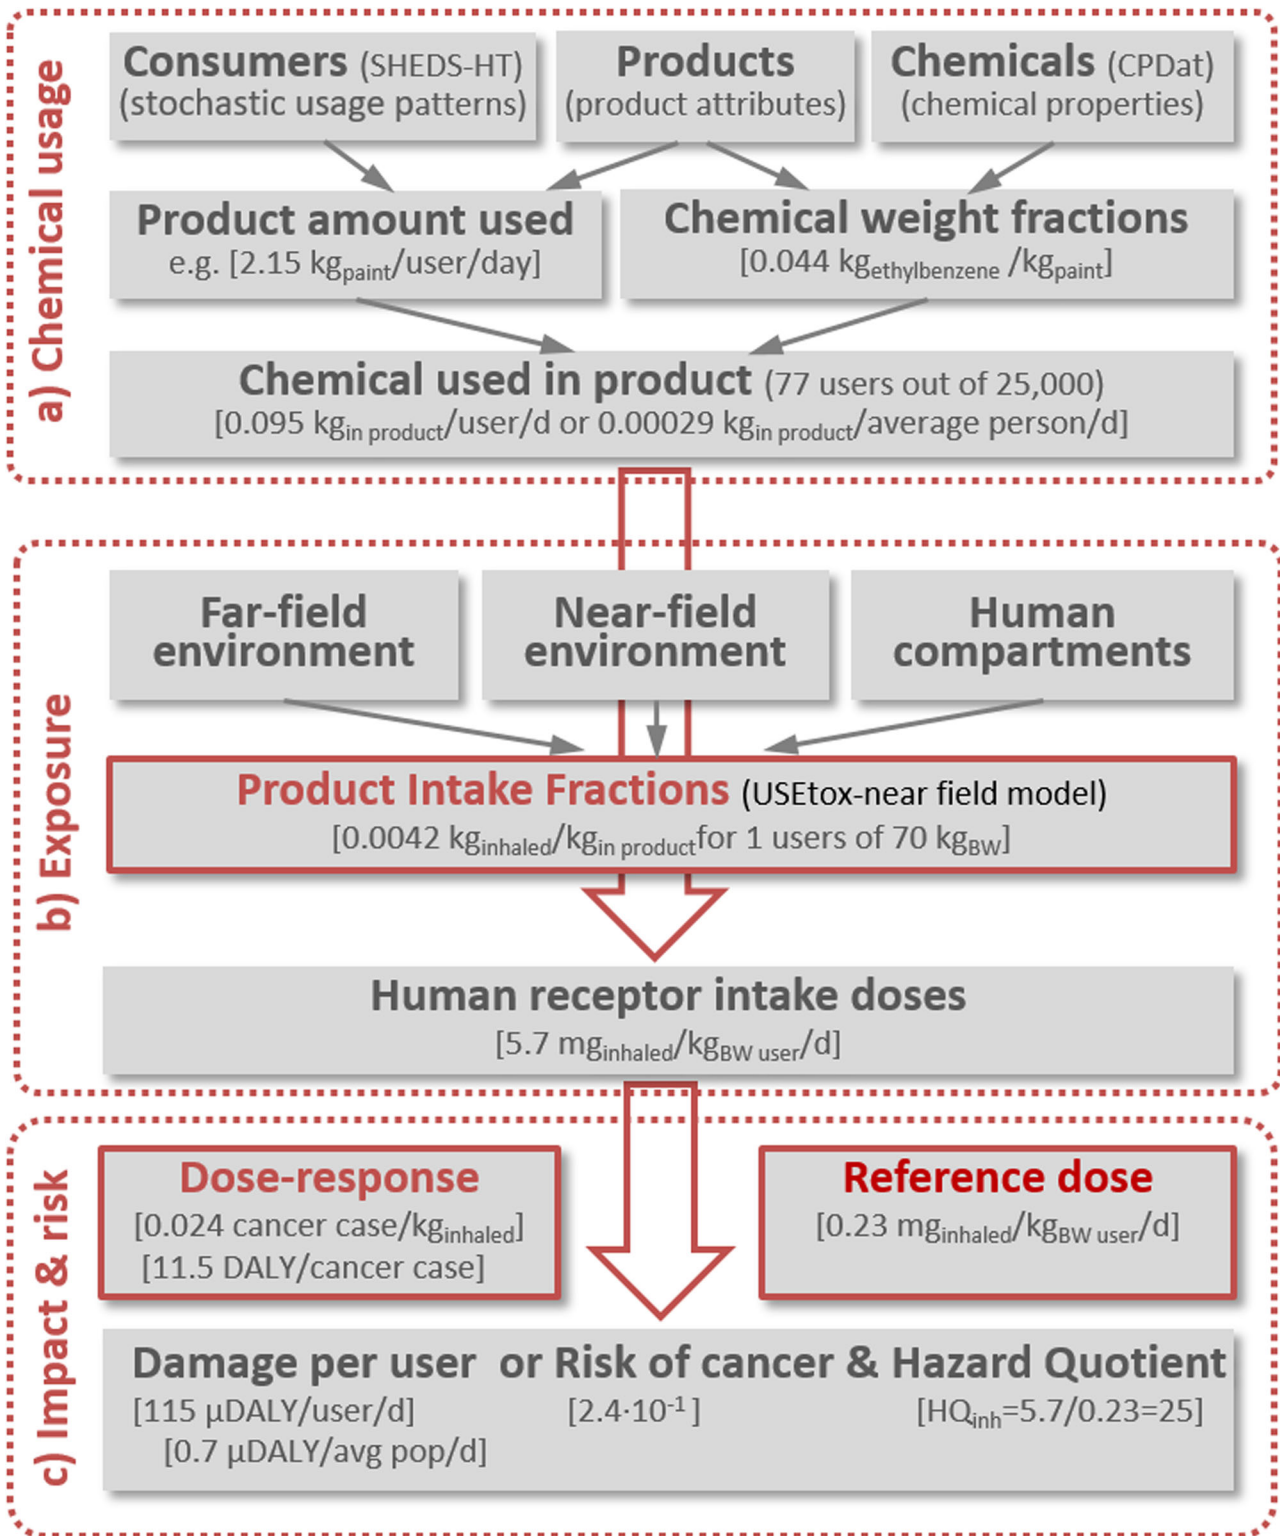 a) Chemical usage
Consumers (SHEDS-HT)
(stochastic usage patterns)
Products
(product attributes)
Chemicals (CPDat)
(chemical properties)
Product amount used
e.g. [2.15 kgpaint/user/day]
Chemical weight fractions
[0.044 kgethylbenzene /kgpaint]
Chemical used in product (77 users out of 25,000)
[0.095 kgin product/user/d or 0.00029 kgin product/average person/d]
b) Exposure
Far-field
environment
Near-field
environment
Human
compartments
Product Intake Fractions (USEtox-near field model)
[0.0042 kginhaled/kgin productfor 1 users of 70 kgBW]
Human receptor intake doses
[5.7 mginhaled/kgBW user/d]
c) Impact & risk
Dose-response
[0.024 cancer case/kginhaled]
[11.5 DALY/cancer case]
Reference dose
[0.23 mginhaled/kgBW user/d]
Damage per user or Risk of cancer & Hazard Quotient
[115 µDALY/user/d] [2.4·10-1] [HQinh=5.7/0.23=25]
[0.7 µDALY/avg pop/d]